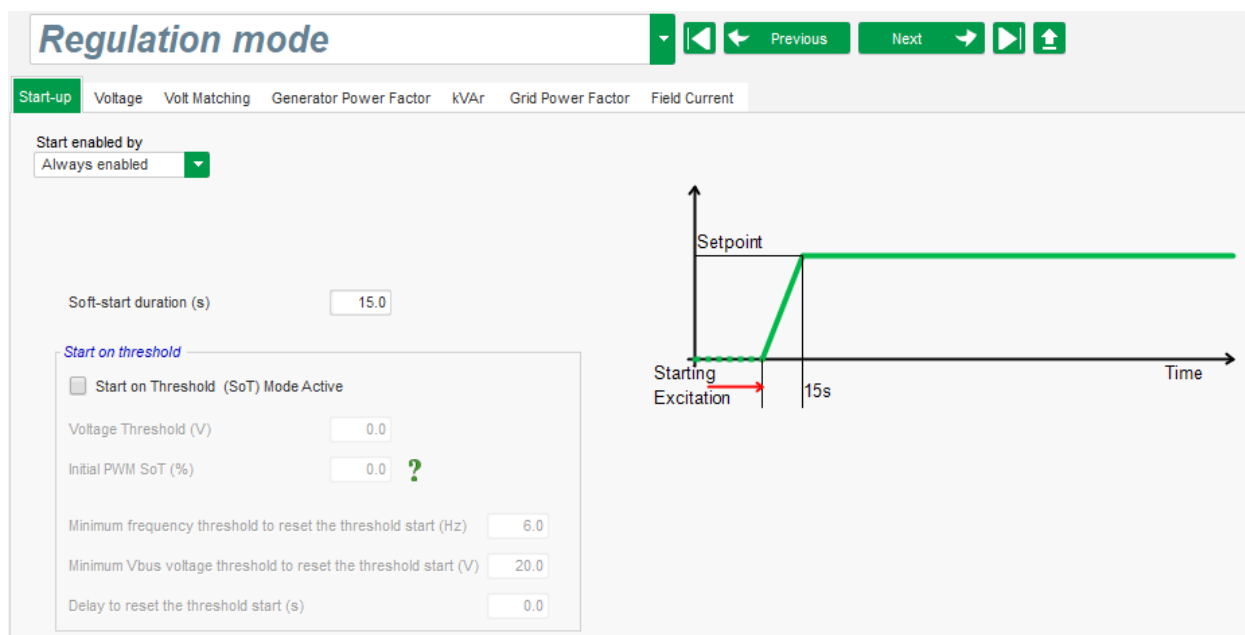 Regulation mode
Previous
Next
Start-up Voltage Volt Matching Generator Power Factor kVAr Grid Power Factor Field Current
Start enabled by
Always enabled
Soft-start duration (s) 15.0
Start on threshold
Start on Threshold (SoT) Mode Active
Voltage Threshold (V) 0.0
Initial PWM SoT (%) 0.0 ?
Minimum frequency threshold to reset the threshold start (Hz) 6.0
Minimum Vbus voltage threshold to reset the threshold start (V) 20.0
Delay to reset the threshold start (s) 0.0
Setpoint
Starting
Excitation
15s
Time